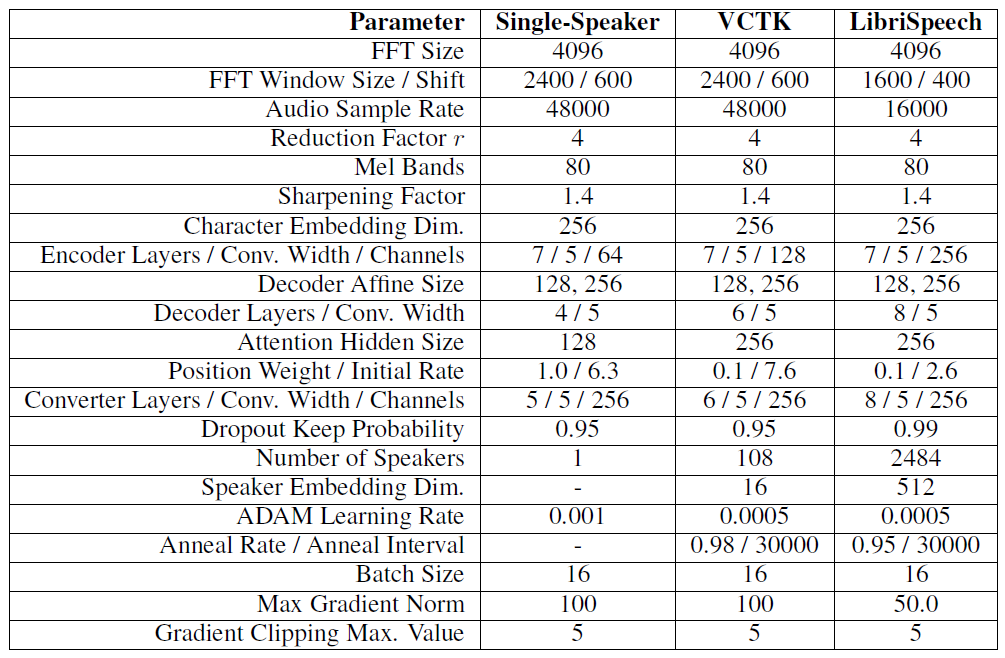 Parameter Single-Speaker VCTK LibriSpeech
FFT Size 4096 4096 4096
FFT Window Size / Shift 2400 / 600 2400 / 600 1600 / 400
Audio Sample Rate 48000 48000 16000
Reduction Factor r 4 4 4
Mel Bands 80 80 80
Sharpening Factor 1.4 1.4 1.4
Character Embedding Dim. 256 256 256
Encoder Layers / Conv. Width / Channels 7 / 5 / 64 7 / 5 / 128 7 / 5 / 256
Decoder Affine Size 128, 256 128, 256 128, 256
Decoder Layers / Conv. Width 4 / 5 6 / 5 8 / 5
Attention Hidden Size 128 256 256
Position Weight / Initial Rate 1.0 / 6.3 0.1 / 7.6 0.1 / 2.6
Converter Layers / Conv. Width / Channels 5 / 5 / 256 6 / 5 / 256 8 / 5 / 256
Dropout Keep Probability 0.95 0.95 0.99
Number of Speakers 1 108 2484
Speaker Embedding Dim. - 16 512
ADAM Learning Rate 0.001 0.0005 0.0005
Anneal Rate / Anneal Interval - 0.98 / 30000 0.95 / 30000
Batch Size 16 16 16
Max Gradient Norm 100 100 50.0
Gradient Clipping Max. Value 5 5 5